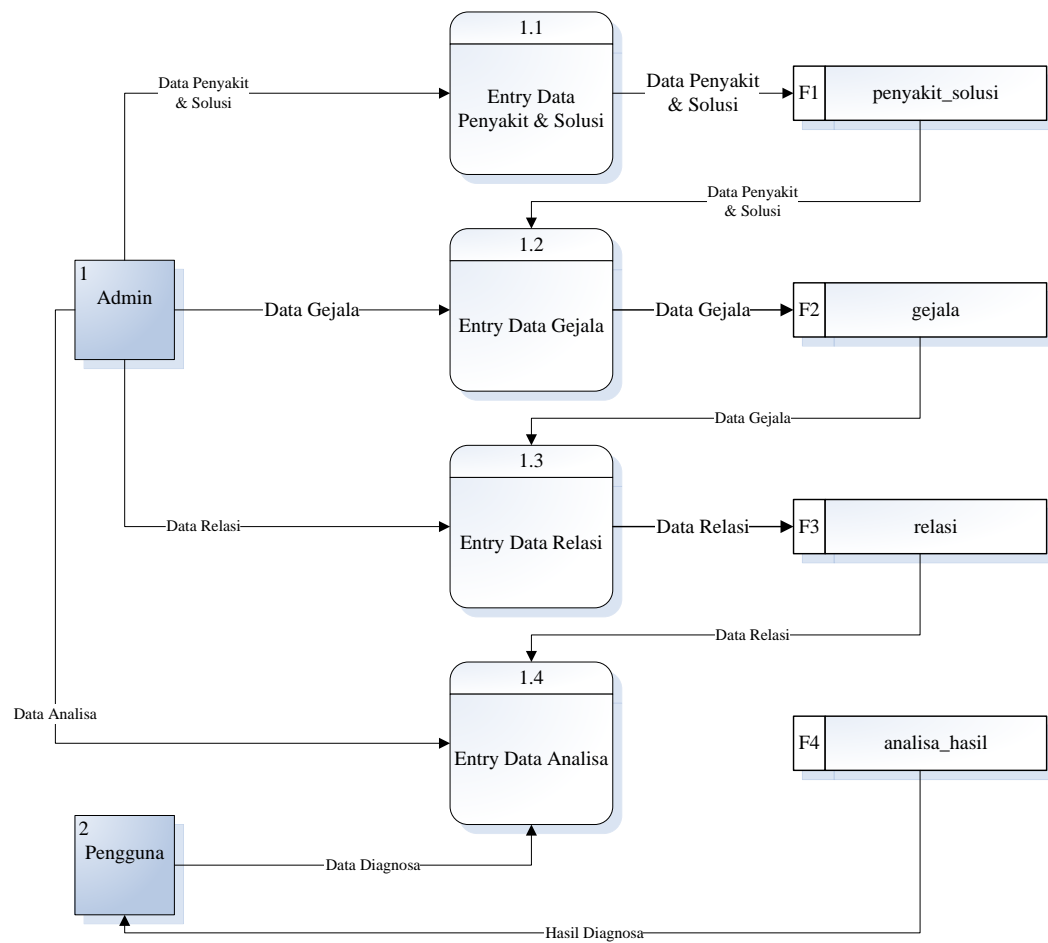 1.1
Data Penyakit
& Solusi
Entry Data
Penyakit & Solusi
Data Penyakit
& Solusi
F1
penyakit_solusi
Data Penyakit
& Solusi
1
Admin
Data Gejala
1.2
Entry Data Gejala
Data Gejala
F2
gejala
Data Gejala
1.3
Data Relasi
Entry Data Relasi
Data Relasi
F3
relasi
Data Relasi
1.4
Data Analisa
Entry Data Analisa
F4
analisa_hasil
2
Pengguna
Data Diagnosa
Hasil Diagnosa